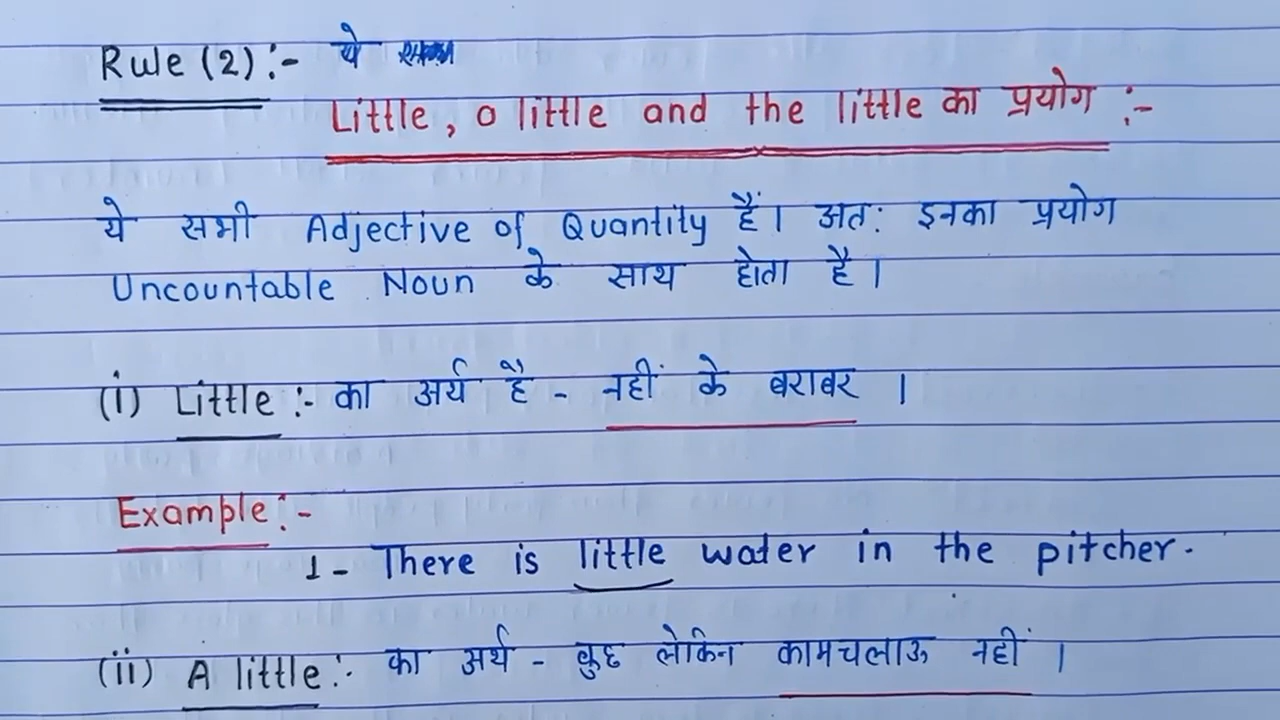 Rule (2):- ये
Little, a little and the little का प्रयोग :-
ये सभी Adjective of Quantity हैं। अत: इनका प्रयोग
Uncountable Noun के साथ होता है।
(i) Little :- का अर्थ है - नहीं के बराबर ।
Example :-
1- There is little water in the pitcher.
(ii) A little :- का अर्थ - कुछ लेकिन कामचलाऊ नहीं ।